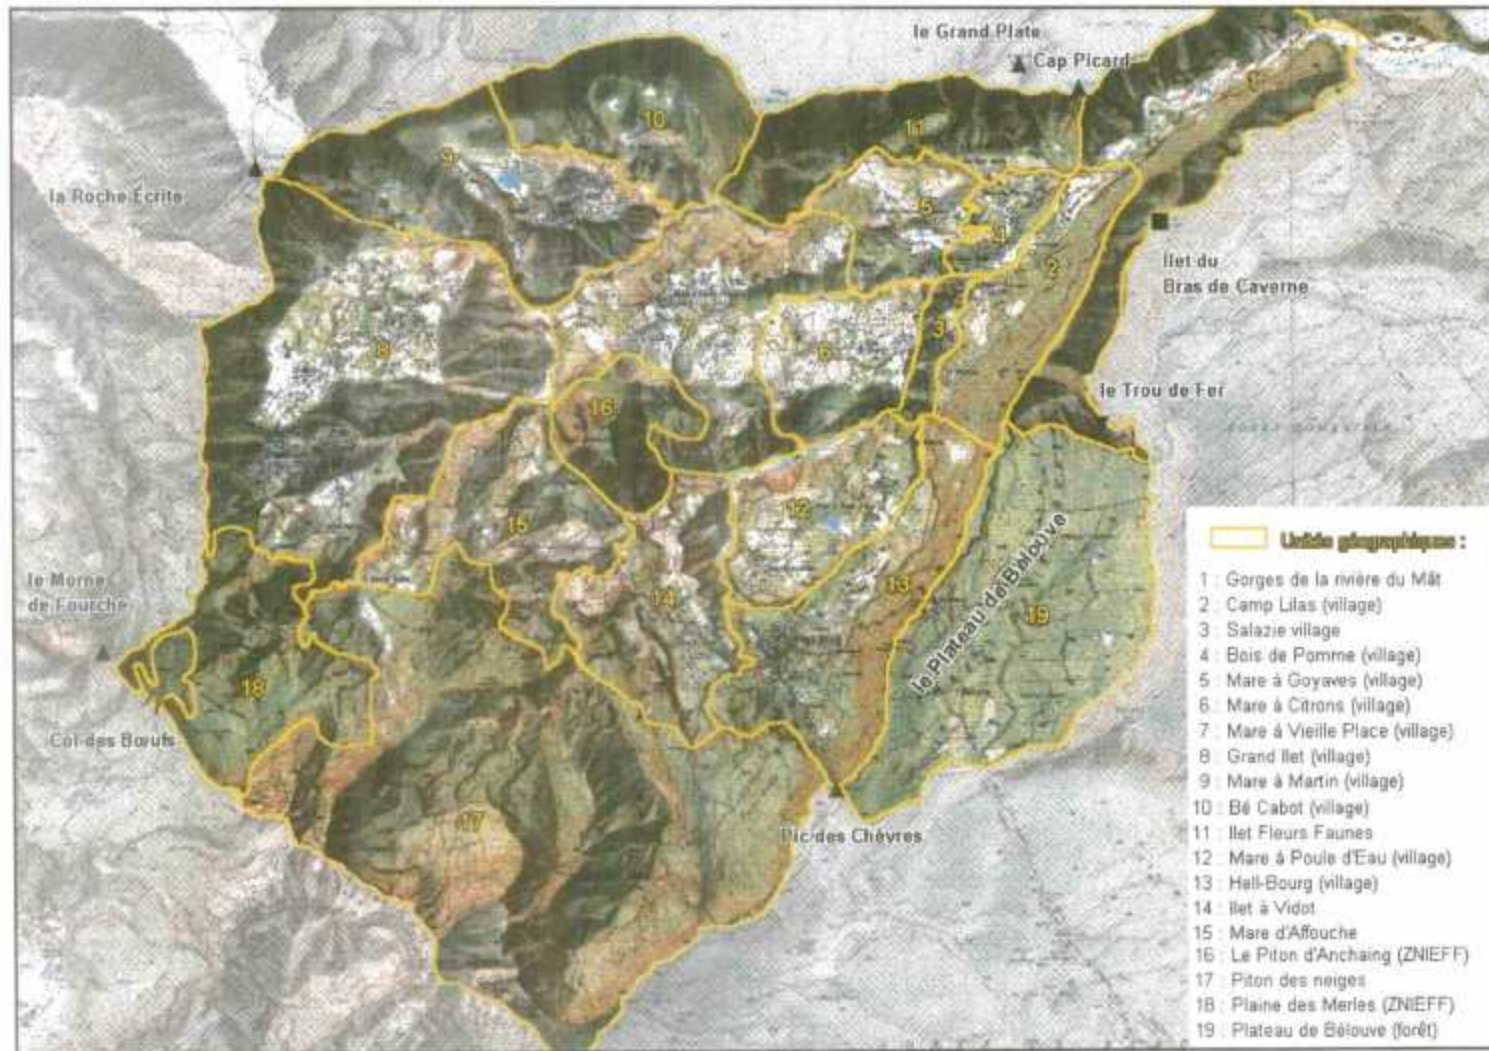 le Grand Plate
Cap Picard
1
10
11
9
la Roche Ecrite
5
4
2
Ilet du
Bras de Caverne
3
7
8
6
le Trou de Fer
16
15
12
le Plateau de Bélouve
13
14
19
le Morne
de Fourche
18
Col des Bœufs
17
Pic des Chèvres
Unités géographiques :
1 : Gorges de la rivière du Mât
2 : Camp Lilas (village)
3 : Salazie village
4 : Bois de Pomme (village)
5 : Mare à Goyaves (village)
6 : Mare à Citrons (village)
7 : Mare à Vieille Place (village)
8 : Grand Ilet (village)
9 : Mare à Martin (village)
10 : Bé Cabot (village)
11 : Ilet Fleurs Faunes
12 : Mare à Poule d'Eau (village)
13 : Hell-Bourg (village)
14 : Ilet à Vidot
15 : Mare d'Affouche
16 : Le Piton d'Anchaing (ZNIEFF)
17 : Piton des neiges
18 : Plaine des Merles (ZNIEFF)
19 : Plateau de Bélouve (forêt)